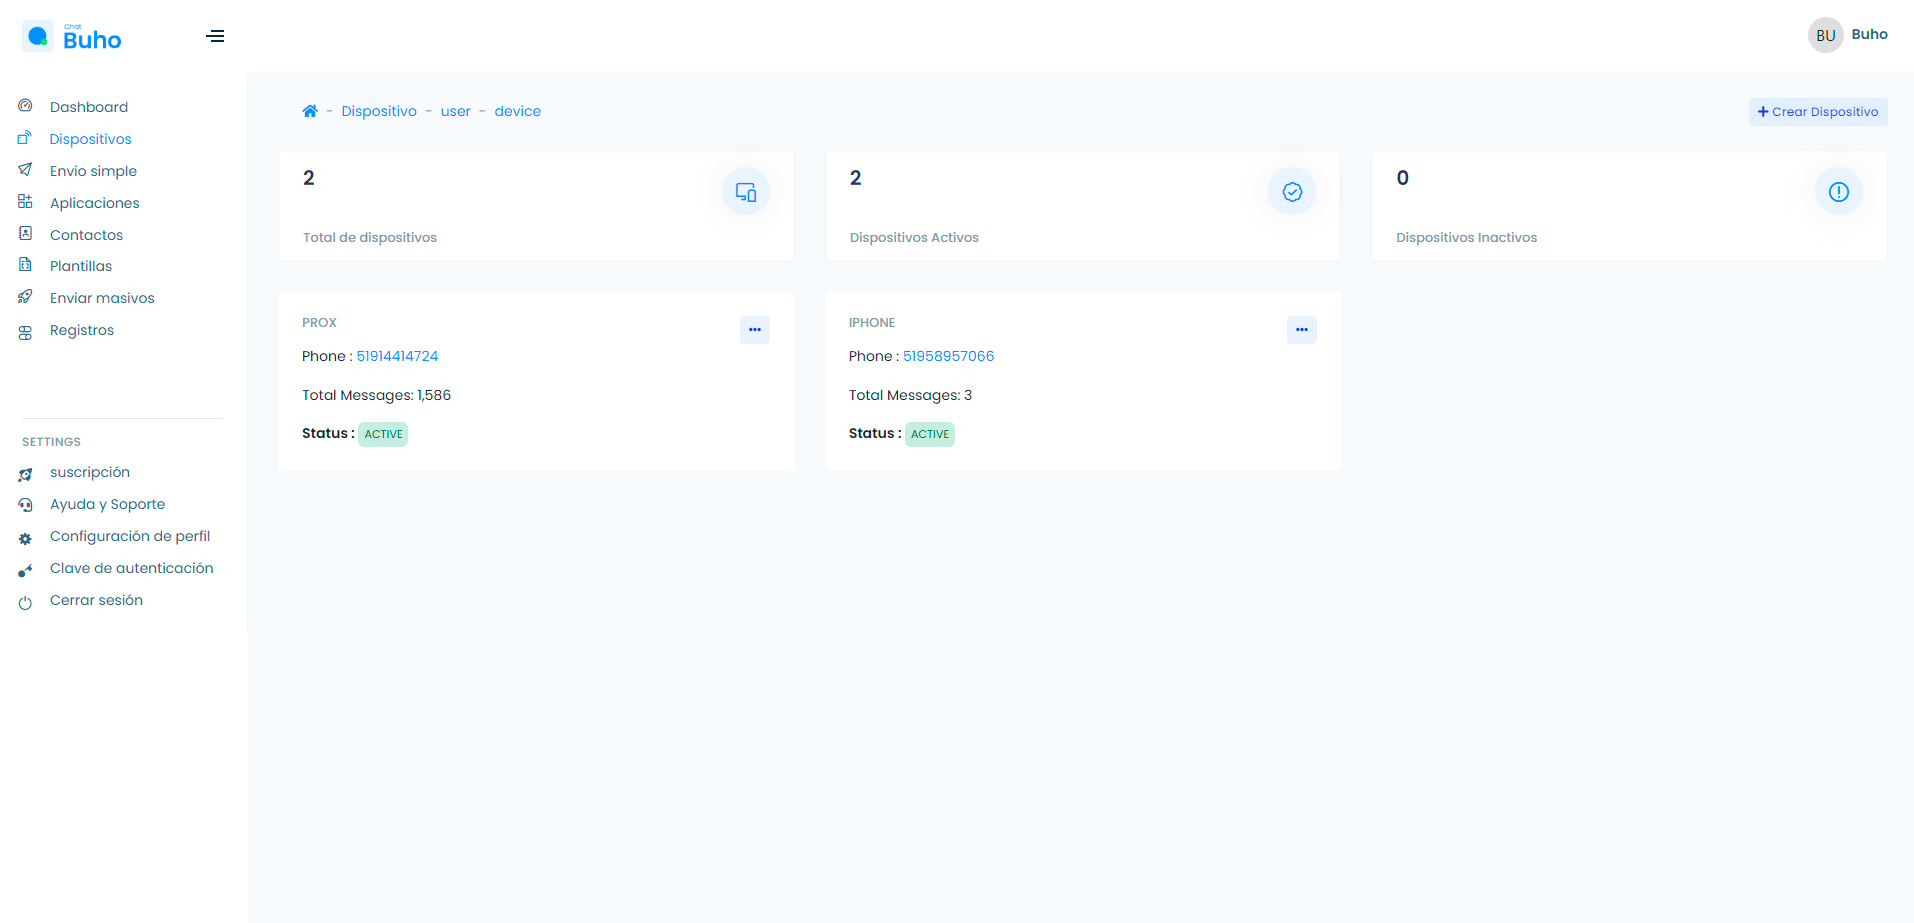 Chat
Buho
BU Buho
Dashboard
Dispositivos
Envio simple
Aplicaciones
Contactos
Plantillas
Enviar masivos
Registros
SETTINGS
suscripción
Ayuda y Soporte
Configuración de perfil
Clave de autenticación
Cerrar sesión
- Dispositivo - user - device
+ Crear Dispositivo
2
Total de dispositivos
2
Dispositivos Activos
0
Dispositivos Inactivos
PROX
Phone : 51914414724
Total Messages: 1,586
Status : ACTIVE
IPHONE
Phone : 51958957066
Total Messages: 3
Status : ACTIVE